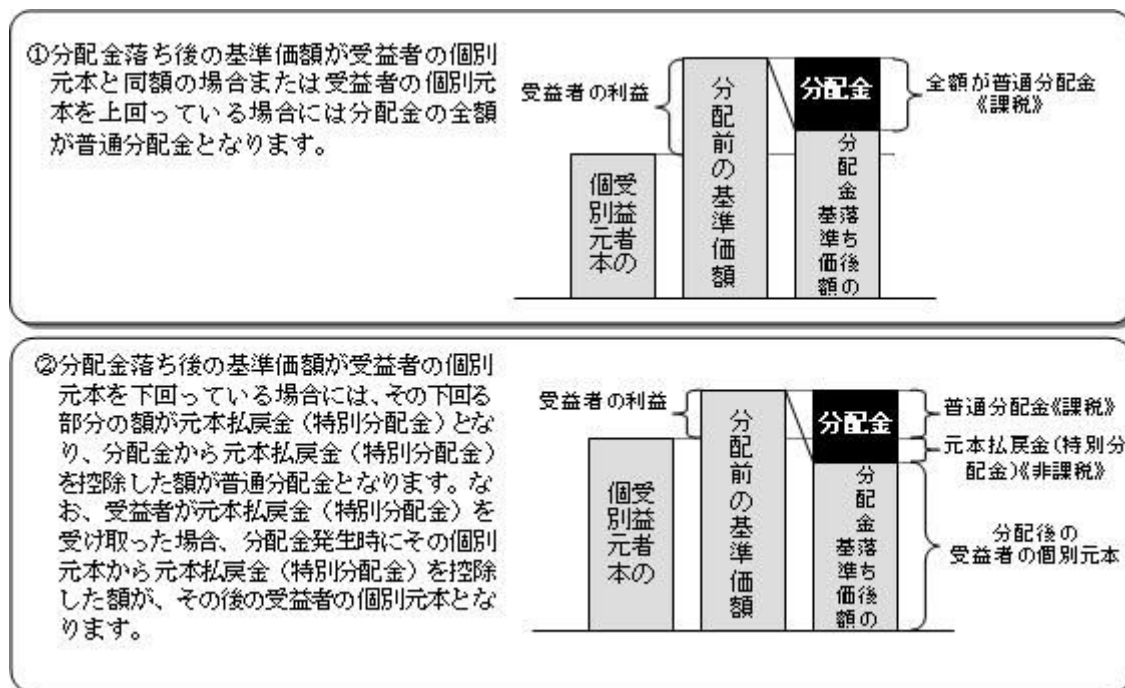 ①分配金落ち後の基準価額が受益者の個別
元本と同額の場合または受益者の個別元
本を上回っている場合には分配金の全額
が普通分配金となります。
受益者の利益
受益者の
個別元本
分配前の基準価額
分配金
分配金落ち後の
基準価額
全額が普通分配金
《課税》
②分配金落ち後の基準価額が受益者の個別
元本を下回っている場合には、その下回る
部分の額が元本払戻金(特別分配金)とな
り、分配金から元本払戻金(特別分配金)
を控除した額が普通分配金となります。な
お、受益者が元本払戻金(特別分配金)を
受け取った場合、分配金発生時にその個別
元本から元本払戻金(特別分配金)を控除
した額が、その後の受益者の個別元本とな
ります。
受益者の利益
受益者の
個別元本
分配前の基準価額
分配金
分配金落ち後の
基準価額
普通分配金《課税》
元本払戻金(特別分
配金)《非課税》
分配後の
受益者の個別元本